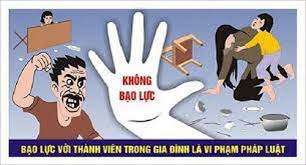 KHÔNG
BẠO LỰC
BẠO LỰC VỚI THÀNH VIÊN TRONG GIA ĐÌNH LÀ VI PHẠM PHÁP LUẬT